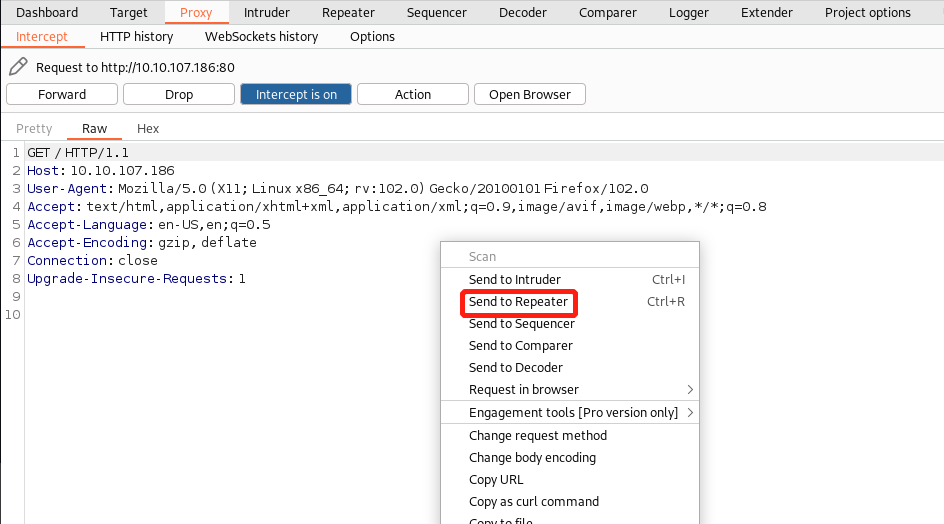 Dashboard Target Proxy Intruder Repeater Sequencer Decoder Comparer Logger Extender Project options
Intercept HTTP history WebSockets history Options
Request to http://10.10.107.186:80
Forward Drop Intercept is on Action Open Browser
Pretty Raw Hex
1 GET / HTTP/1.1
2 Host: 10.10.107.186
3 User-Agent: Mozilla/5.0 (X11; Linux x86_64; rv:102.0) Gecko/20100101 Firefox/102.0
4 Accept: text/html,application/xhtml+xml,application/xml;q=0.9,image/avif,image/webp,*/*;q=0.8
5 Accept-Language: en-US,en;q=0.5
6 Accept-Encoding: gzip, deflate
7 Connection: close
8 Upgrade-Insecure-Requests: 1
9
10
Scan
Send to Intruder Ctrl+I
Send to Repeater Ctrl+R
Send to Sequencer
Send to Comparer
Send to Decoder
Request in browser
Engagement tools [Pro version only]
Change request method
Change body encoding
Copy URL
Copy as curl command
Copy to file